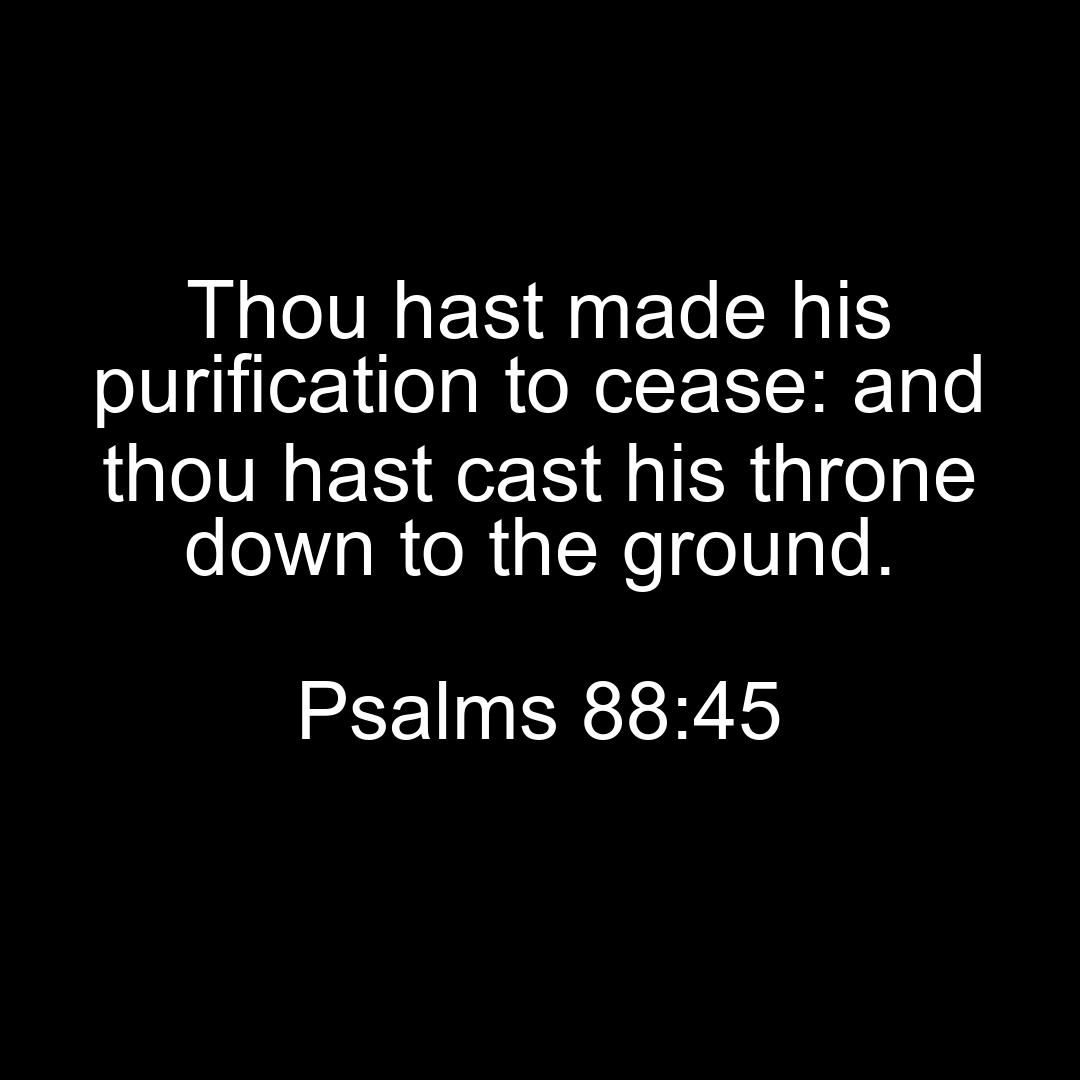 Thou hast made his
purification to cease: and
thou hast cast his throne
down to the ground.
Psalms 88:45